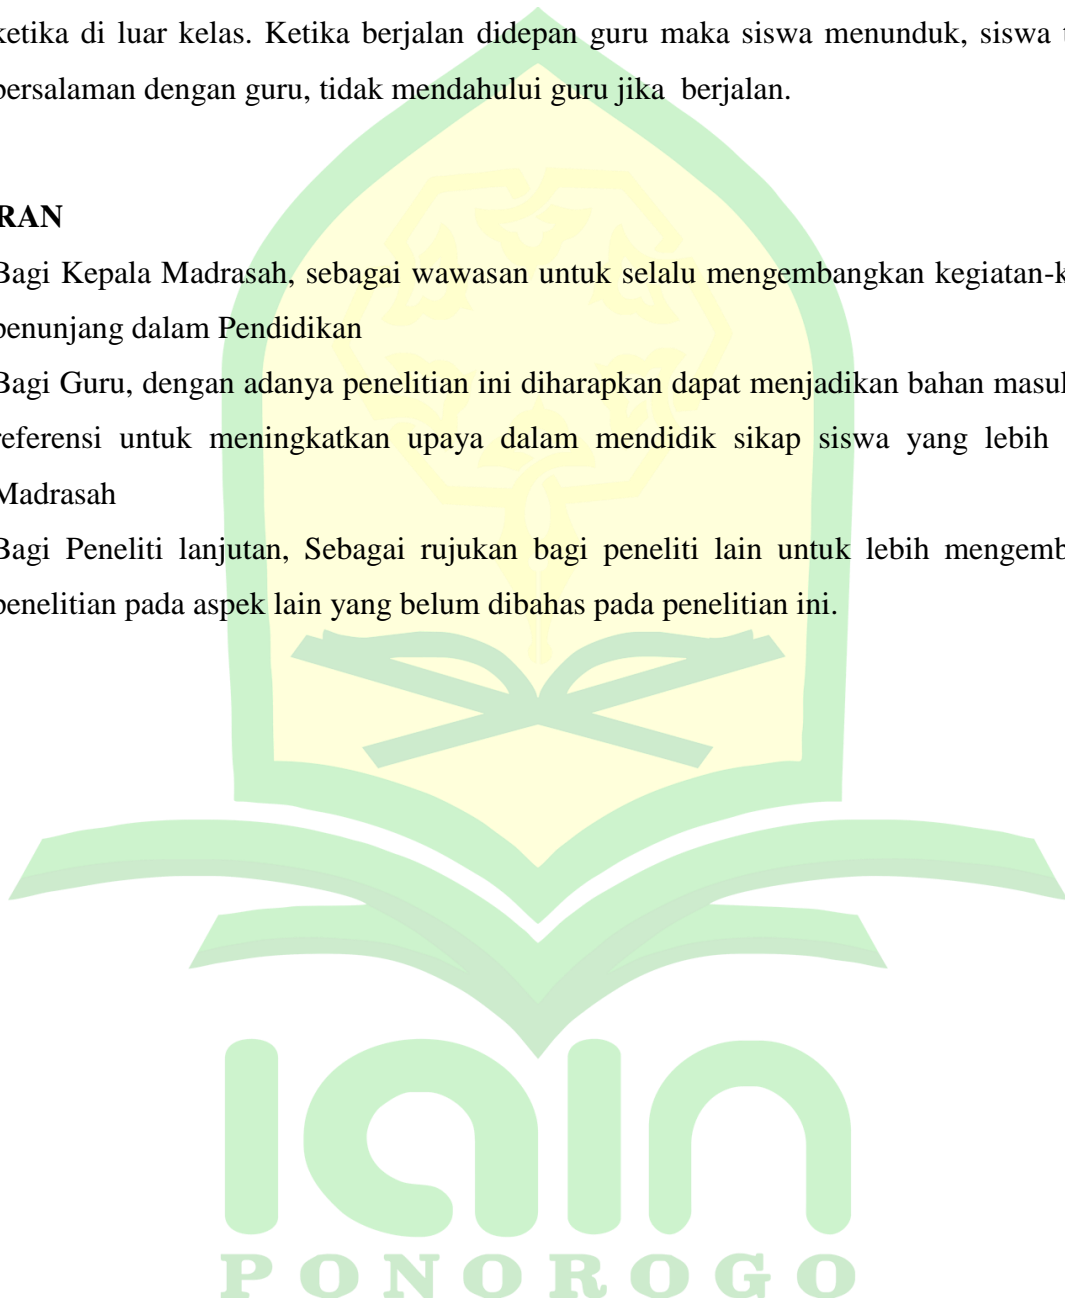 ketika di luar kelas. Ketika berjalan didepan guru maka siswa menunduk, siswa
bersalaman dengan guru, tidak mendahului guru jika berjalan.
RAN
Bagi Kepala Madrasah, sebagai wawasan untuk selalu mengembangkan kegiatan-k
penunjang dalam Pendidikan
Bagi Guru, dengan adanya penelitian ini diharapkan dapat menjadikan bahan masu
referensi untuk meningkatkan upaya dalam mendidik sikap siswa yang lebih
Madrasah
Bagi Peneliti lanjutan, Sebagai rujukan bagi peneliti lain untuk lebih mengemb
penelitian pada aspek lain yang belum dibahas pada penelitian ini.
iain
PONOROGO